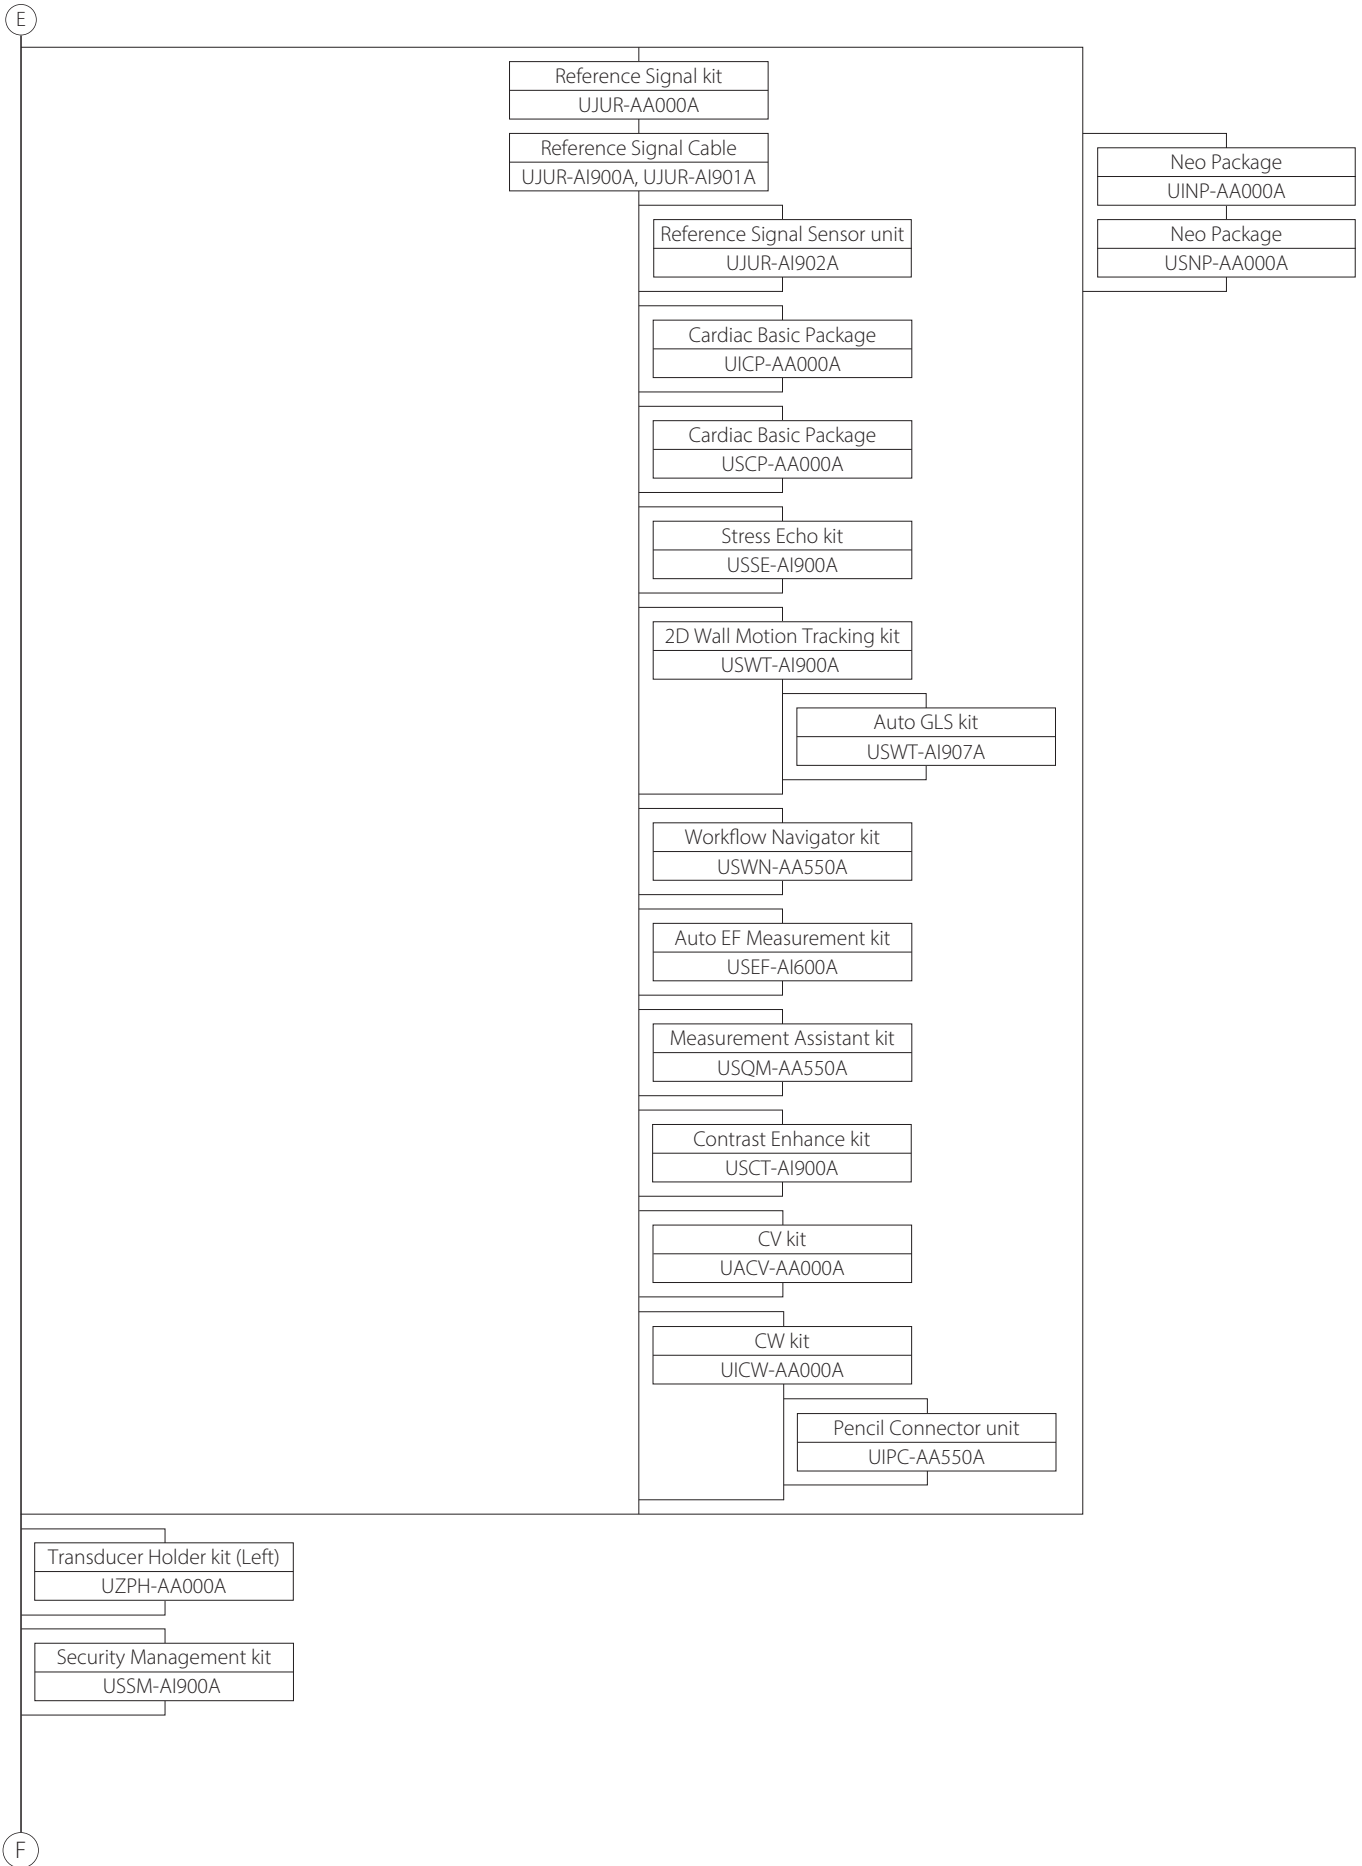 E
Reference Signal kit
UJUR-AA000A
Reference Signal Cable
UJUR-AI900A, UJUR-AI901A
Neo Package
UINP-AA000A
Reference Signal Sensor unit
UJUR-AI902A
Neo Package
USNP-AA000A
Cardiac Basic Package
UICP-AA000A
Cardiac Basic Package
USCP-AA000A
Stress Echo kit
USSE-AI900A
2D Wall Motion Tracking kit
USWT-AI900A
Auto GLS kit
USWT-AI907A
Workflow Navigator kit
USWN-AA550A
Auto EF Measurement kit
USEF-AI600A
Measurement Assistant kit
USQM-AA550A
Contrast Enhance kit
USCT-AI900A
CV kit
UACV-AA000A
CW kit
UICW-AA000A
Pencil Connector unit
UIPC-AA550A
Transducer Holder kit (Left)
UZPH-AA000A
Security Management kit
USSM-AI900A
F